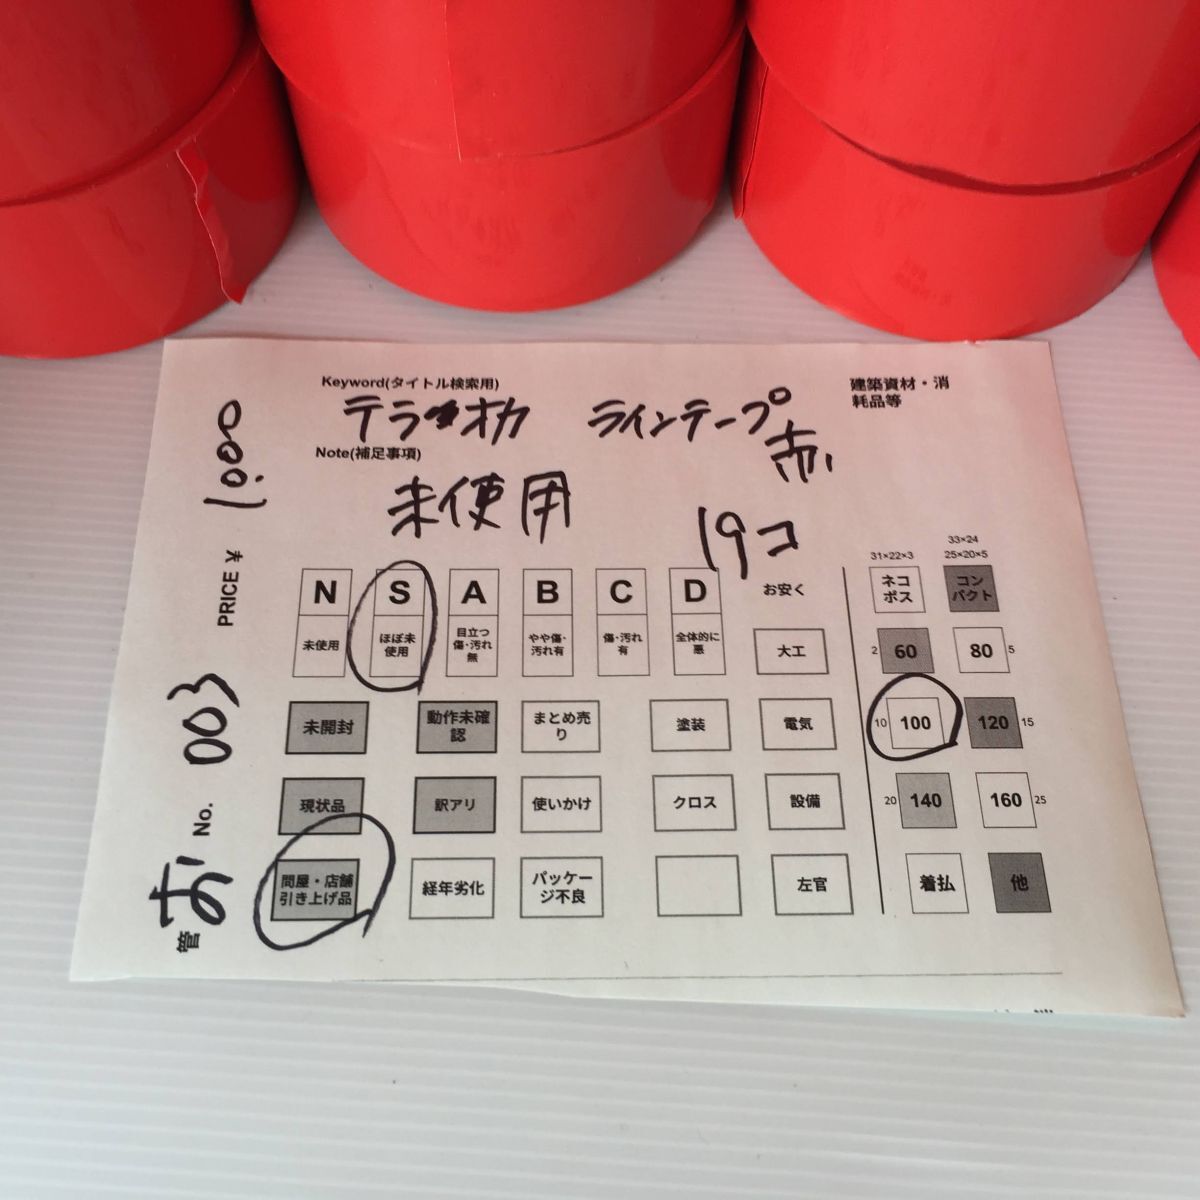 Keyword(タイトル検索用)
建築資材・消
耗品等
テラオカ ラインテープ
赤
Note(補足事項)
未使用
19コ
PRICE ¥ 1,000
管 お No. 003
N S A B C D お安く
未使用
ほぼ未
使用
目立つ
傷・汚れ
無
やや傷・
汚れ有
傷・汚れ
有
全体的に
悪
大工
未開封
動作未確
認
まとめ売
り
塗装
電気
現状品
訳アリ
使いかけ
クロス
設備
問屋・店舗
引き上げ品
経年劣化
パッケー
ジ不良
左官
33×24
31×22×3 25×20×5
ネコ
ポス
コン
パクト
2 60 80 5
10 100 120 15
20 140 160 25
着払 他